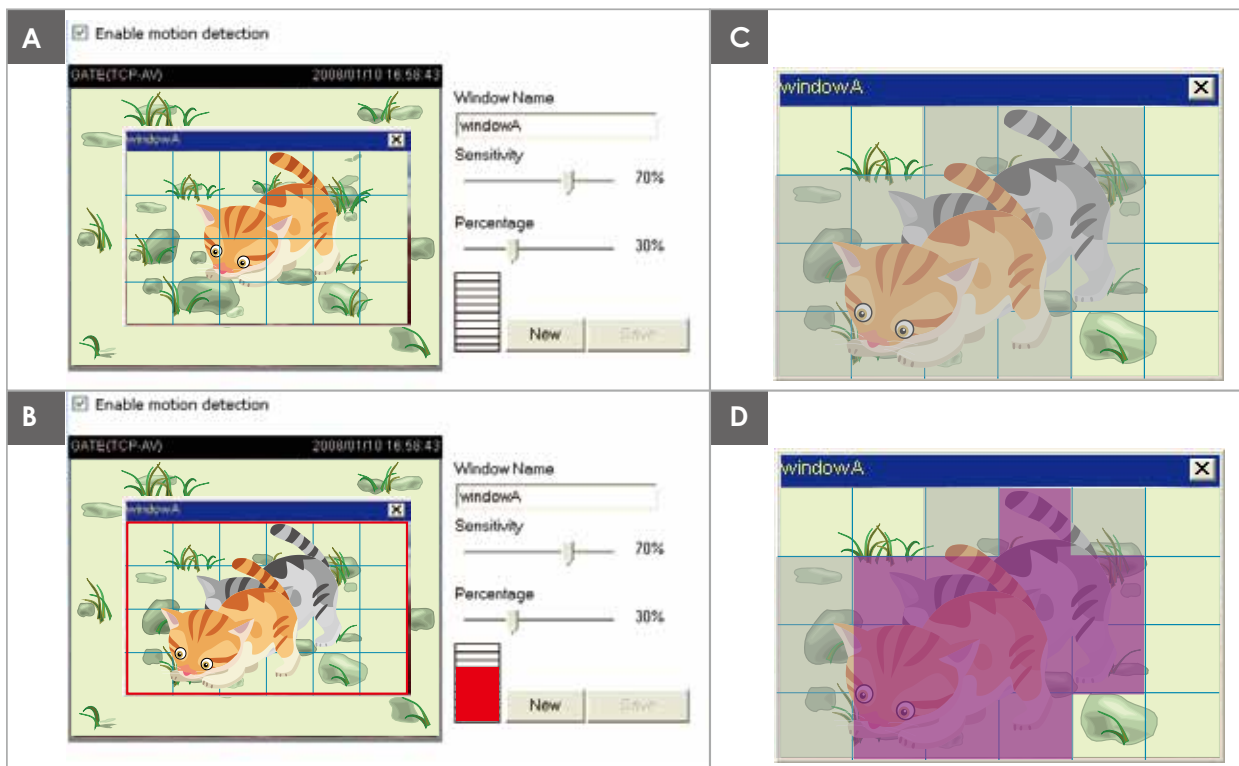 A
Enable motion detection
GATE(TCP-AV) 2008/01/10 16:58:43
windowA
Window Name
windowA
Sensitivity
70%
Percentage
30%
New Save
B
Enable motion detection
GATE(TCP-AV) 2008/01/10 16:58:43
windowA
Window Name
windowA
Sensitivity
70%
Percentage
30%
New Save
C
windowA
D
windowA